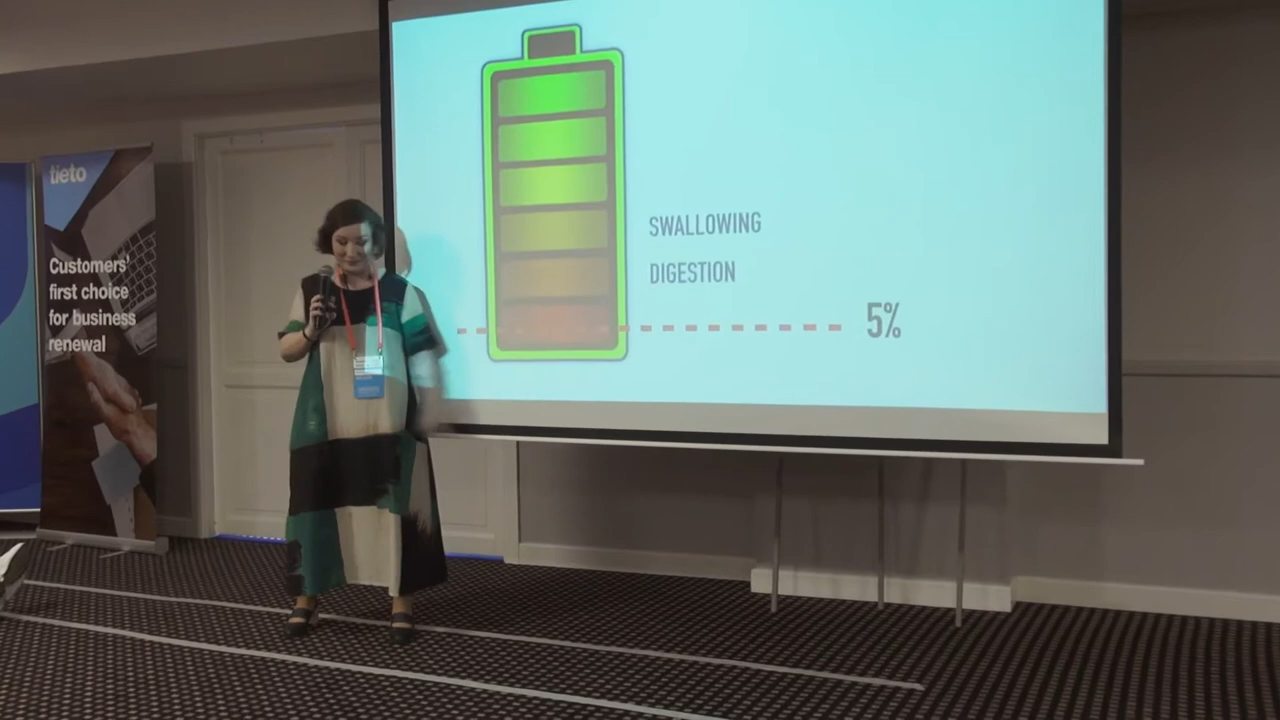 tieto
Customers'
first choice
for business
renewal
SWALLOWING
DIGESTION
5%